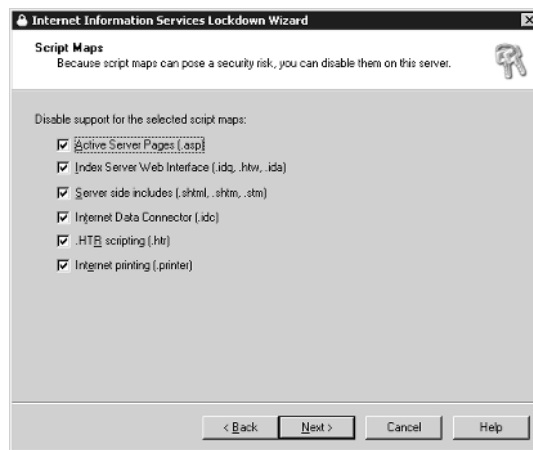 Internet Information Services Lockdown Wizard
Script Maps
Because script maps can pose a security risk, you can disable them on this server.
Disable support for the selected script maps:
Active Server Pages (.asp)
Index Server Web Interface (.idq, .htw, .ida)
Server side includes (.shtml, .shtm, .stm)
Internet Data Connector (.idc)
.HTR scripting (.htr)
Internet printing (.printer)
< Back Next > Cancel Help